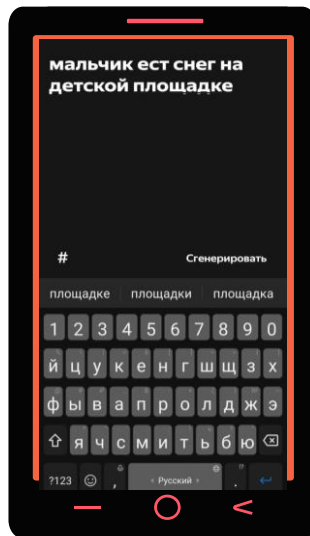 мальчик ест снег на
детской площадке
# Сгенерировать
площадке площадки площадка
1 2 3 4 5 6 7 8 9 0
й ц у к е н г ш щ з х
ф ы в а п р о л д ж э
я ч с м и т ь б ю
?123 , Русский .